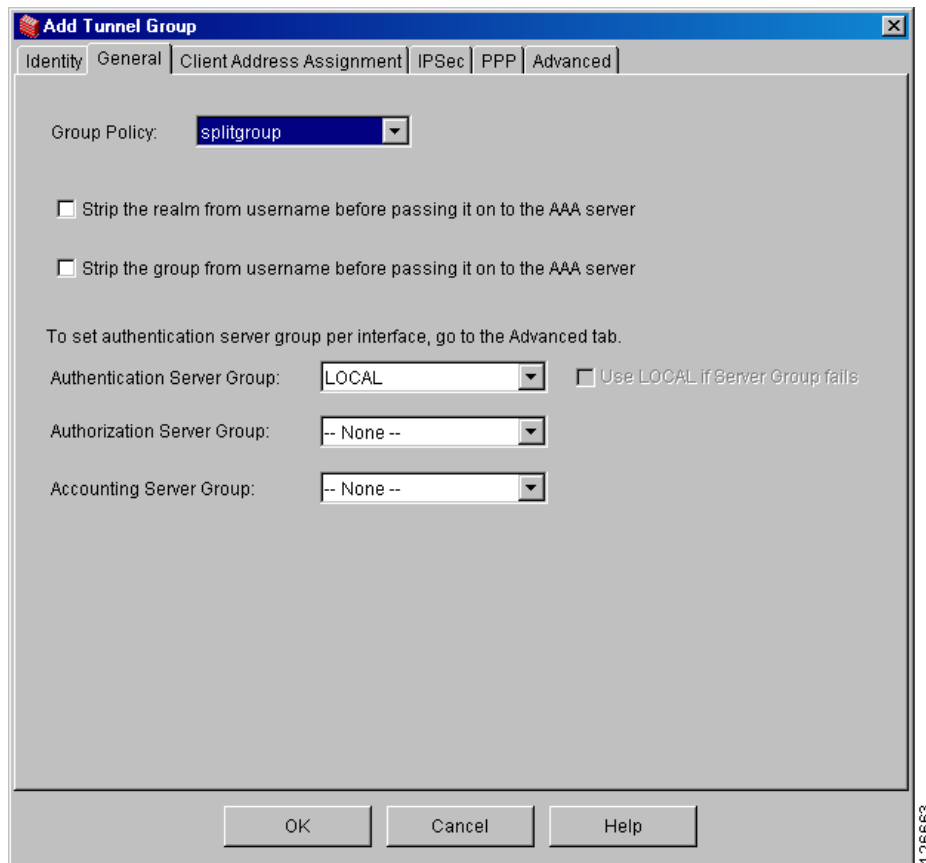 Add Tunnel Group
Identity General Client Address Assignment IPSec PPP Advanced
Group Policy: splitgroup
Strip the realm from username before passing it on to the AAA server
Strip the group from username before passing it on to the AAA server
To set authentication server group per interface, go to the Advanced tab.
Authentication Server Group: LOCAL Use LOCAL if Server Group fails
Authorization Server Group: -- None --
Accounting Server Group: -- None --
OK Cancel Help
126663